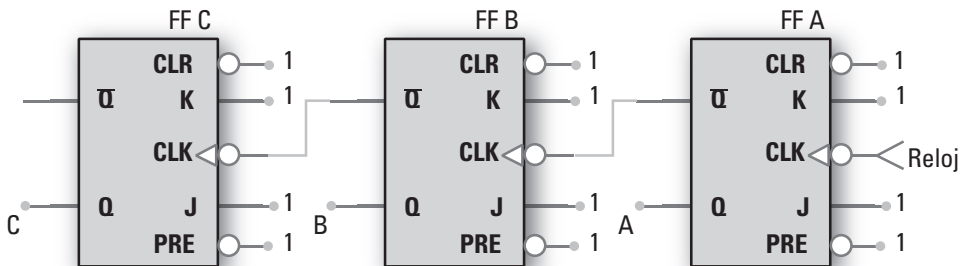 FF C
FF B
FF A
CLR 1
CLR 1
CLR 1
Q K 1
Q K 1
Q K 1
CLK
CLK
CLK Reloj
C Q J 1
B Q J 1
A Q J 1
PRE 1
PRE 1
PRE 1